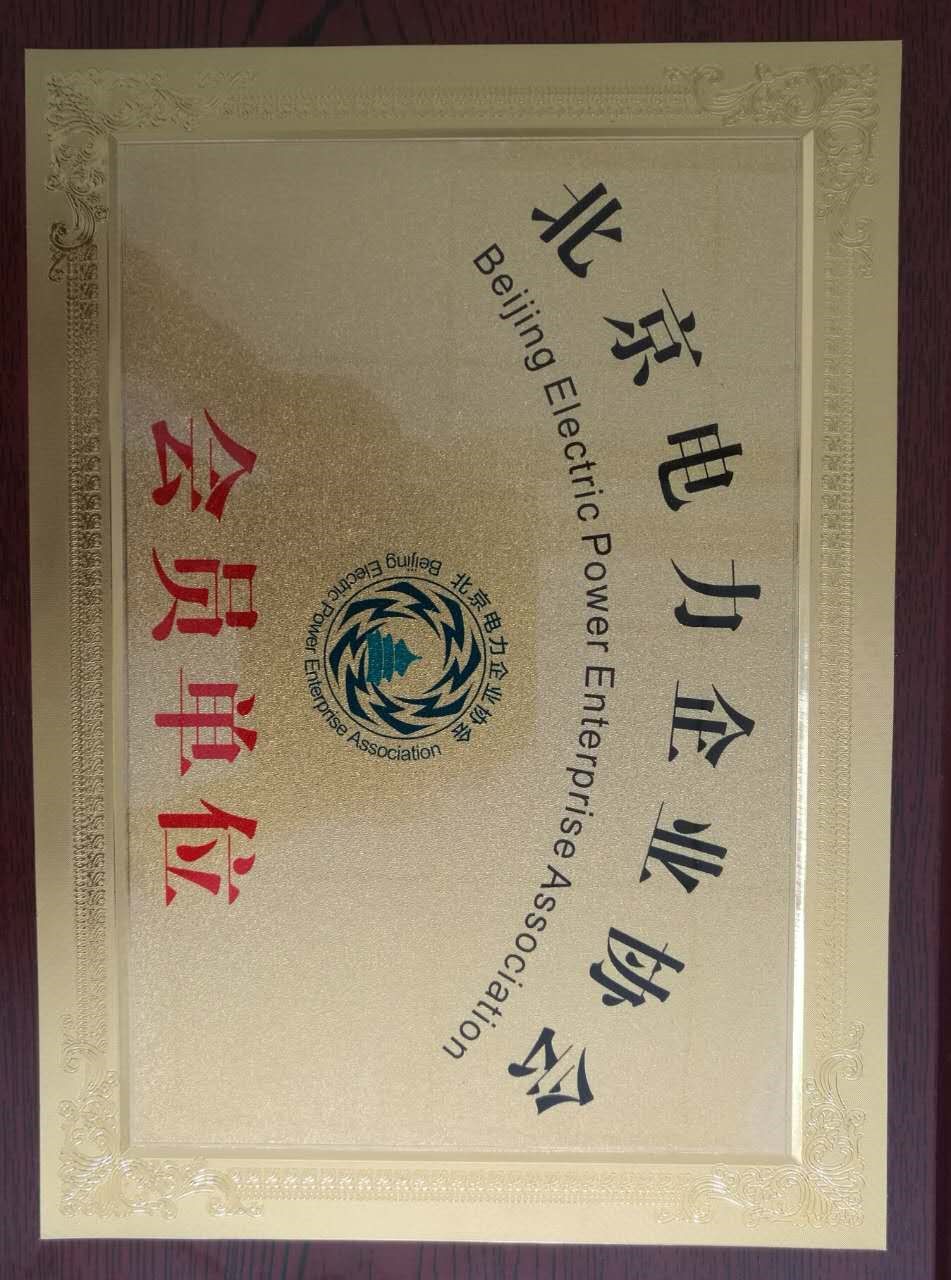 北京电力企业协会
Beijing Electric Power Enterprise Association
北京电力企业协会
Beijing Electric Power Enterprise Association
会员单位